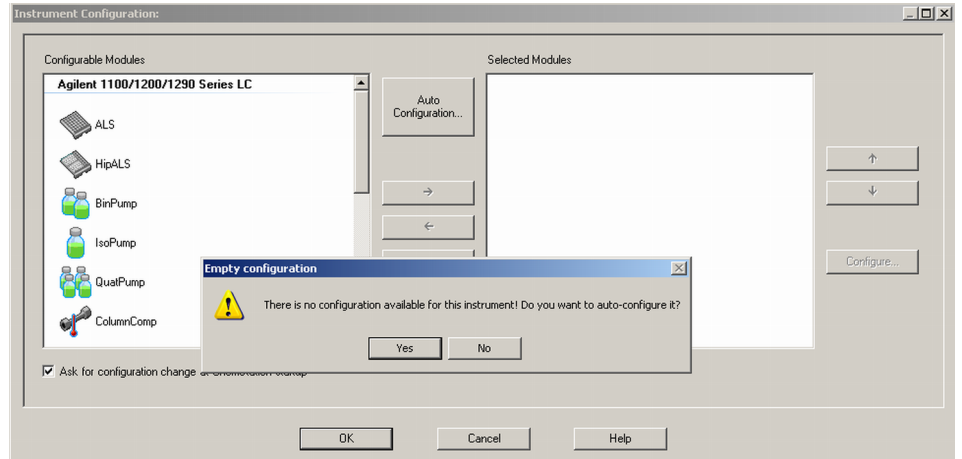 Instrument Configuration:
Configurable Modules
Selected Modules
Agilent 1100/1200/1290 Series LC
ALS
HipALS
BinPump
IsoPump
QuatPump
ColumnComp
Auto
Configuration...
Configure...
Empty configuration
There is no configuration available for this instrument! Do you want to auto-configure it?
Yes
No
Ask for configuration change
OK
Cancel
Help